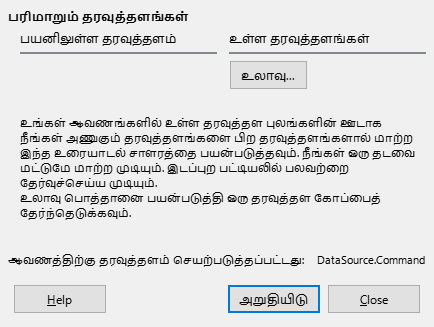 பரிமாறும் தரவுத்தளங்கள்
பயனிலுள்ள தரவுத்தளம் உள்ள தரவுத்தளங்கள்
உலாவு...
உங்கள் ஆவணங்களில் உள்ள தரவுத்தள புலங்களின் ஊடாக
நீங்கள் அணுகும் தரவுத்தளங்களை பிற தரவுத்தளங்களால் மாற்ற
இந்த உரையாடல் சாளரத்தை பயன்படுத்தவும். நீங்கள் ஒரு தடவை
மட்டுமே மாற்ற முடியும். இடப்புற பட்டியலில் பலவற்றை
தேர்வுச்செய்ய முடியும்.
உலாவு பொத்தானை பயன்படுத்தி ஒரு தரவுத்தள கோப்பைத்
தேர்ந்தெடுக்கவும்.
ஆவணத்திற்கு தரவுத்தளம் செயற்படுத்தப்பட்டது: DataSource.Command
Help அறுதியிடு Close